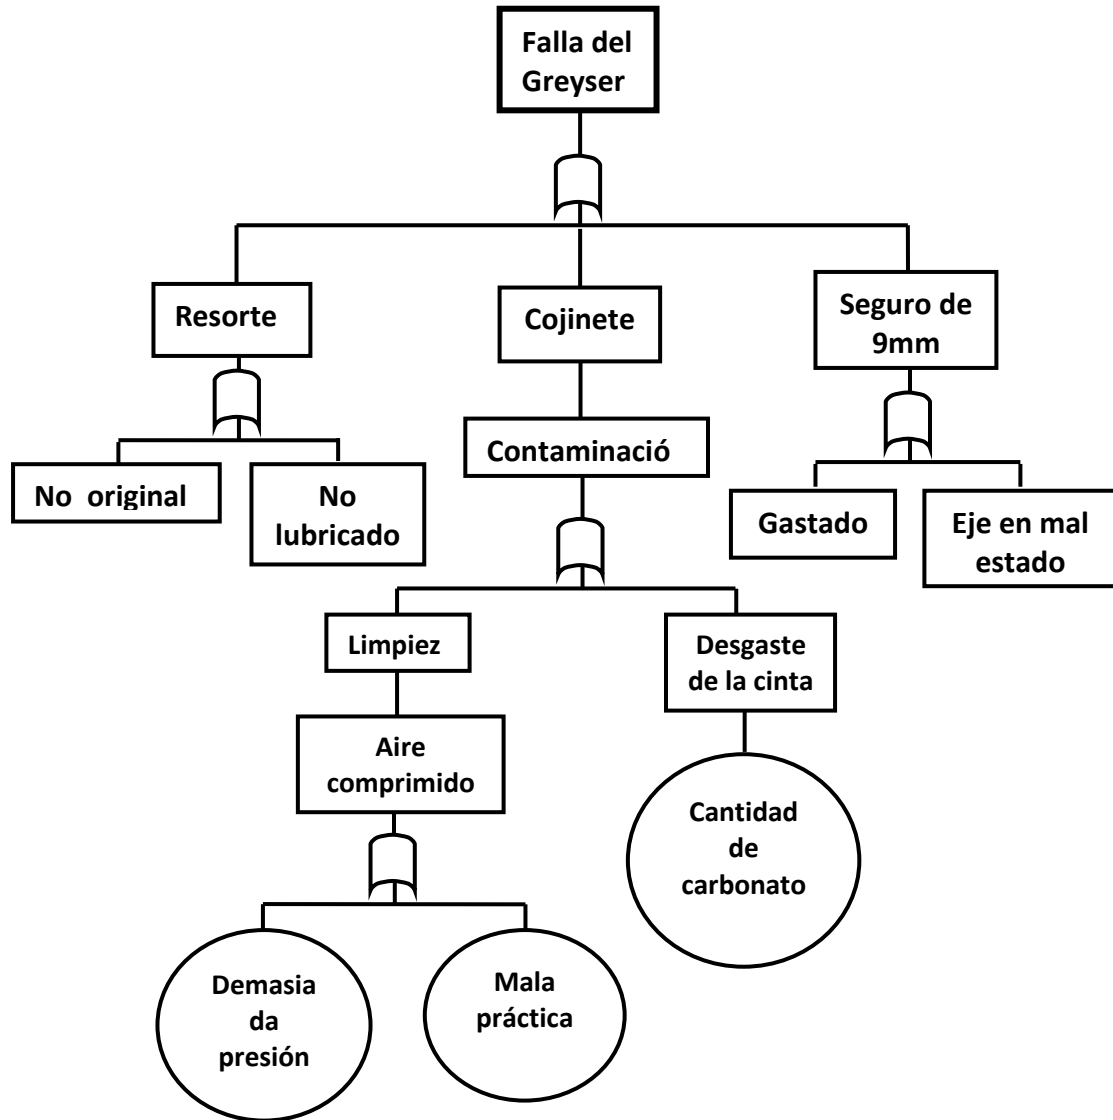 Falla del
Greyser
Resorte
Cojinete
Seguro de
9mm
Contaminació
No original
No
lubricado
Gastado
Eje en mal
estado
Limpiez
Desgaste
de la cinta
Aire
comprimido
Cantidad
de
carbonato
Demasia
da
presión
Mala
práctica